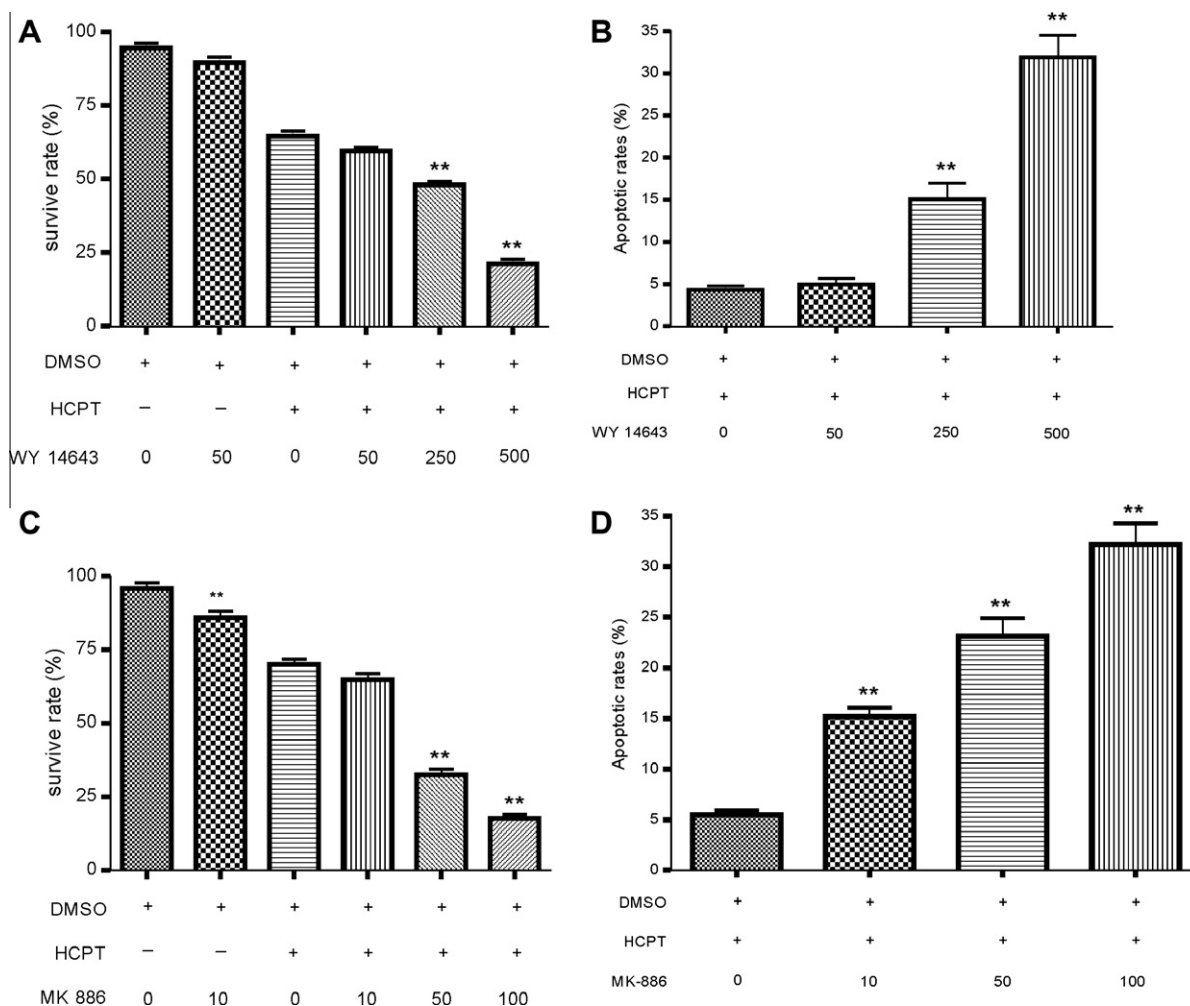 A
survive rate (%)
100
75
50
25
0
** **
DMSO + + + + + +
HCPT – – + + + +
WY 14643 0 50 0 50 250 500
B
Apoptotic rates (%)
35
30
25
20
15
10
5
0
** **
DMSO + + + +
HCPT + + + +
WY 14643 0 50 250 500
C
survive rate (%)
100
75
50
25
0
** ** **
DMSO + + + + + +
HCPT – – + + + +
MK 886 0 10 0 10 50 100
D
Apoptotic rates (%)
35
30
25
20
15
10
5
0
** ** **
DMSO + + + +
HCPT + + + +
MK-886 0 10 50 100